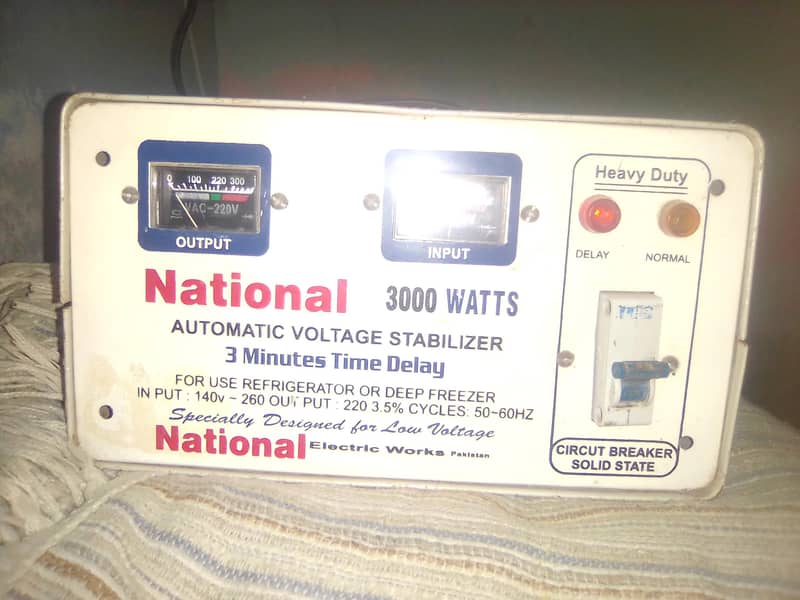 0 100 220 300
VAC-220V
OUTPUT
INPUT
Heavy Duty
DELAY NORMAL
National 3000 WATTS
AUTOMATIC VOLTAGE STABILIZER
3 Minutes Time Delay
FOR USE REFRIGERATOR OR DEEP FREEZER
IN PUT : 140v ~ 260 OUT PUT : 220 3.5% CYCLES: 50~60HZ
Specially Designed for Low Voltage
National Electric Works Pakistan
CIRCUT BREAKER
SOLID STATE